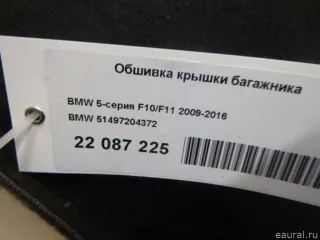 Обшивка крышки багажника
BMW 5-серия F10/F11 2009-2016
BMW 51497204372
22 087 225
eaural.ru